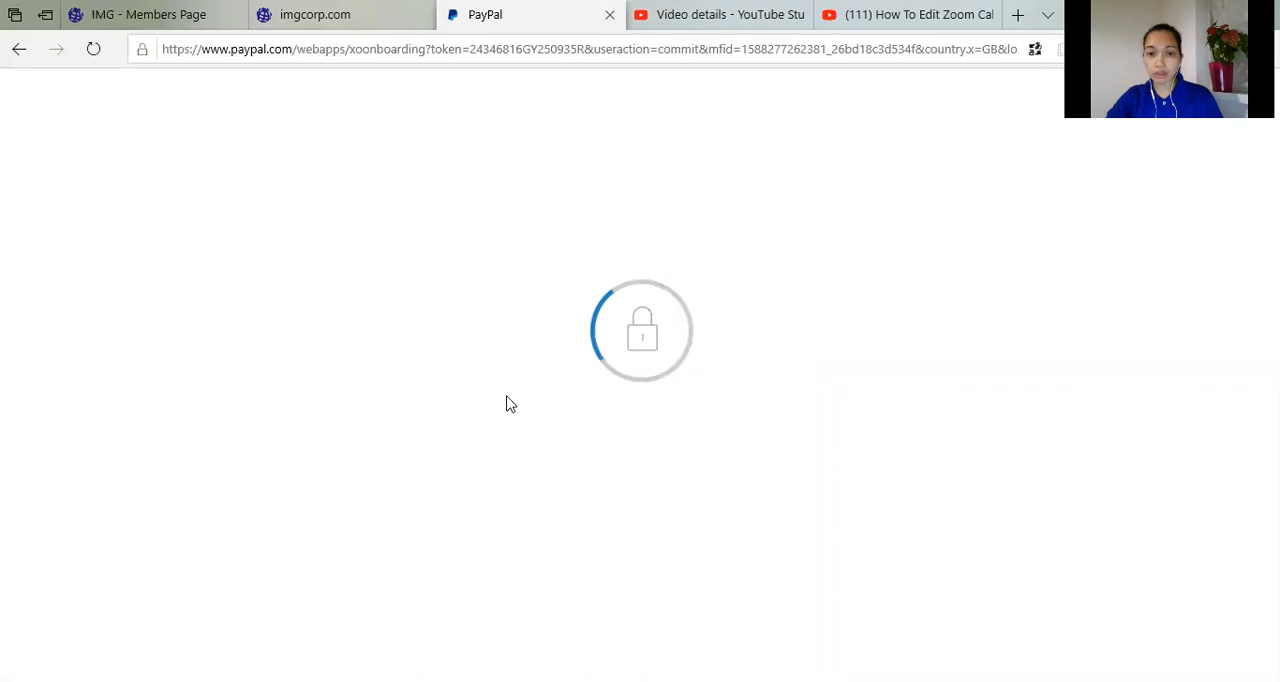 IMG - Members Page
imgcorp.com
PayPal
Video details - YouTube Stu
(111) How To Edit Zoom Cal
https://www.paypal.com/webapps/xoonboarding?token=24346816GY250935R&useraction=commit&mfid=1588277262381_26bd18c3d534f&country.x=GB&lo